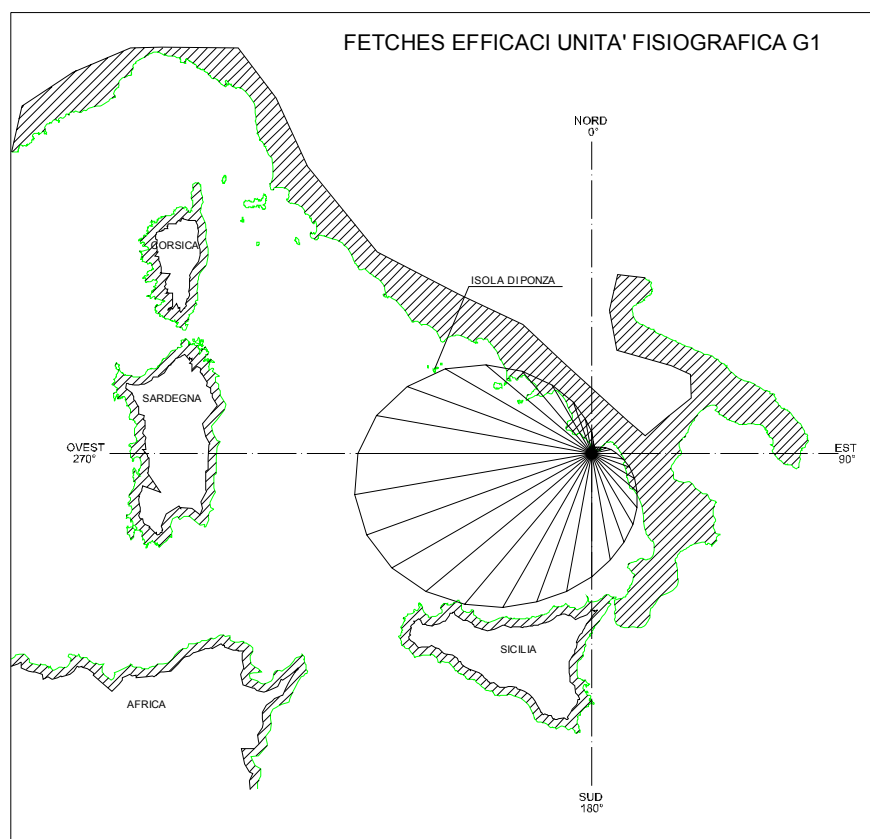 FETCHES EFFICACI UNITA' FISIOGRAFICA G1
NORD
0°
CORSICA
ISOLA DI PONZA
SARDEGNA
OVEST
270°
EST
90°
SICILIA
AFRICA
SUD
180°